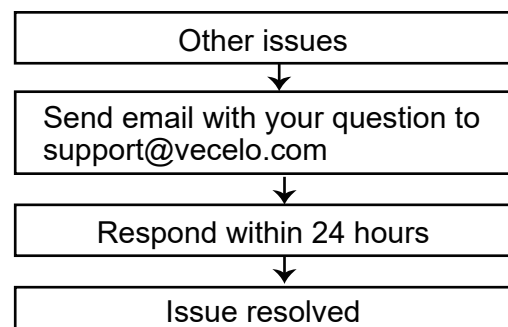 Other issues
Send email with your question to
support@vecelo.com
Respond within 24 hours
Issue resolved